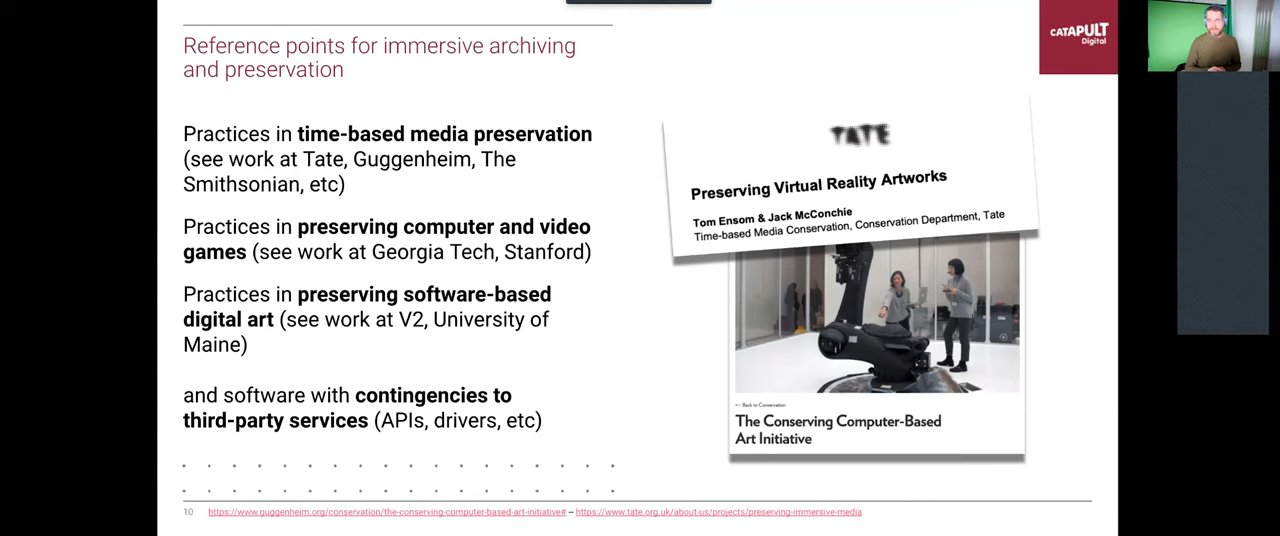 Reference points for immersive archiving
and preservation
CATAPULT
Digital
Practices in time-based media preservation
(see work at Tate, Guggenheim, The
Smithsonian, etc)
Practices in preserving computer and video
games (see work at Georgia Tech, Stanford)
Practices in preserving software-based
digital art (see work at V2, University of
Maine)
and software with contingencies to
third-party services (APIs, drivers, etc)
TATE
Preserving Virtual Reality Artworks
Tom Ensom & Jack McConchie
Time-based Media Conservation, Conservation Department, Tate
← Back to Conservation
The Conserving Computer-Based
Art Initiative
10 https://www.guggenheim.org/conservation/the-conserving-computer-based-art-initiative# – https://www.tate.org.uk/about-us/projects/preserving-immersive-media